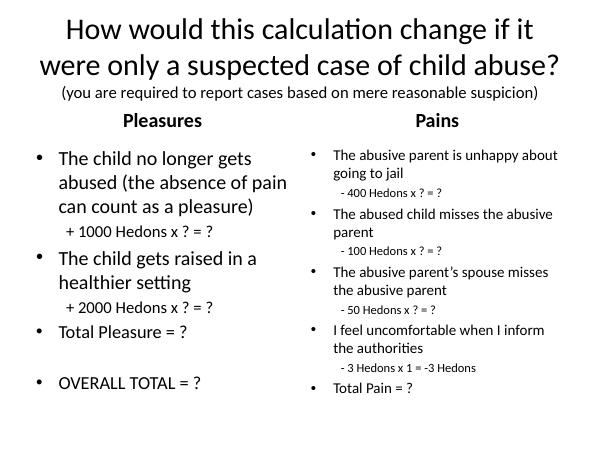 How would this calculation change if it
were only a suspected case of child abuse?
(you are required to report cases based on mere reasonable suspicion)
Pleasures
• The child no longer gets
abused (the absence of pain
can count as a pleasure)
+ 1000 Hedons x ? = ?
• The child gets raised in a
healthier setting
+ 2000 Hedons x ? = ?
• Total Pleasure = ?
• OVERALL TOTAL = ?
Pains
• The abusive parent is unhappy about
going to jail
- 400 Hedons x ? = ?
• The abused child misses the abusive
parent
- 100 Hedons x ? = ?
• The abusive parent’s spouse misses
the abusive parent
- 50 Hedons x ? = ?
• I feel uncomfortable when I inform
the authorities
- 3 Hedons x 1 = -3 Hedons
• Total Pain = ?